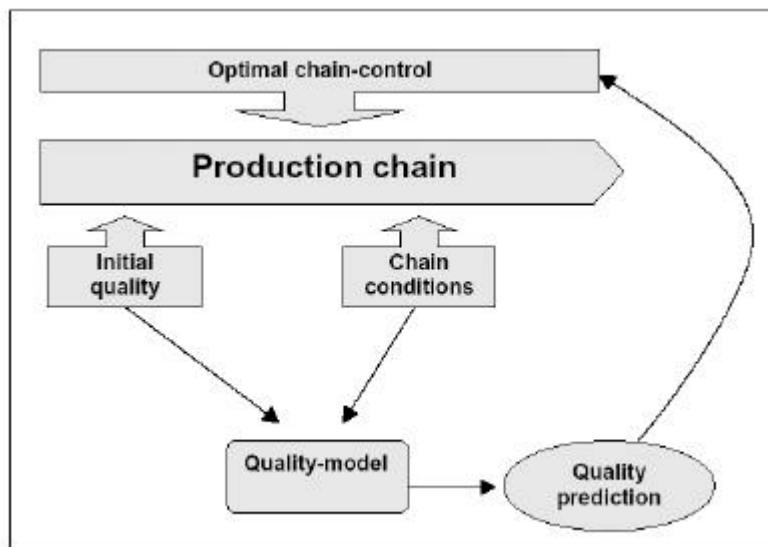 Optimal chain-control
Production chain
Initial
quality
Chain
conditions
Quality-model
Quality
prediction